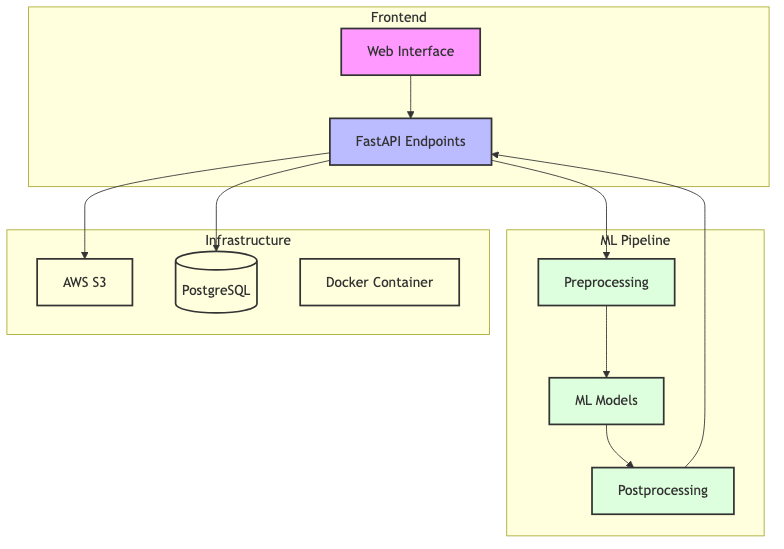 Frontend
Web Interface
FastAPI Endpoints
Infrastructure
AWS S3
PostgreSQL
Docker Container
ML Pipeline
Preprocessing
ML Models
Postprocessing